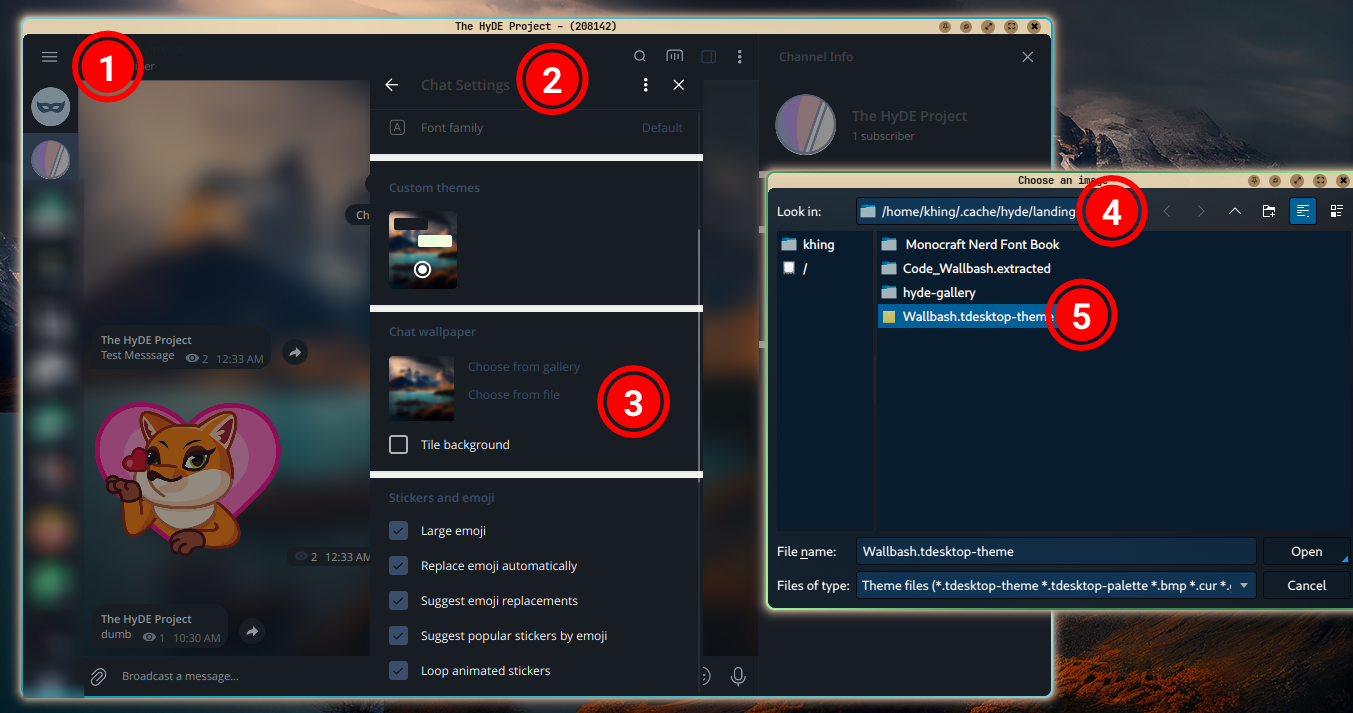 The HyDE Project – (208142)
1
2
Chat Settings
Font family
Default
Custom themes
Ch
Chat wallpaper
Choose from gallery
Choose from file
3
Tile background
Stickers and emoji
Large emoji
Replace emoji automatically
Suggest emoji replacements
Suggest popular stickers by emoji
Loop animated stickers
The HyDE Project
Test Messsage 2 12:33 AM
2 12:33 AM
The HyDE Project
dumb 1 10:30 AM
Broadcast a message...
Channel Info
The HyDE Project
1 subscriber
Choose an image
Look in:
/home/khing/.cache/hyde/landing
4
khing
/
Monocraft Nerd Font Book
Code_Wallbash.extracted
hyde-gallery
Wallbash.tdesktop-theme
5
File name:
Wallbash.tdesktop-theme
Open
Files of type:
Theme files (*.tdesktop-theme *.tdesktop-palette *.bmp *.cur *.
Cancel